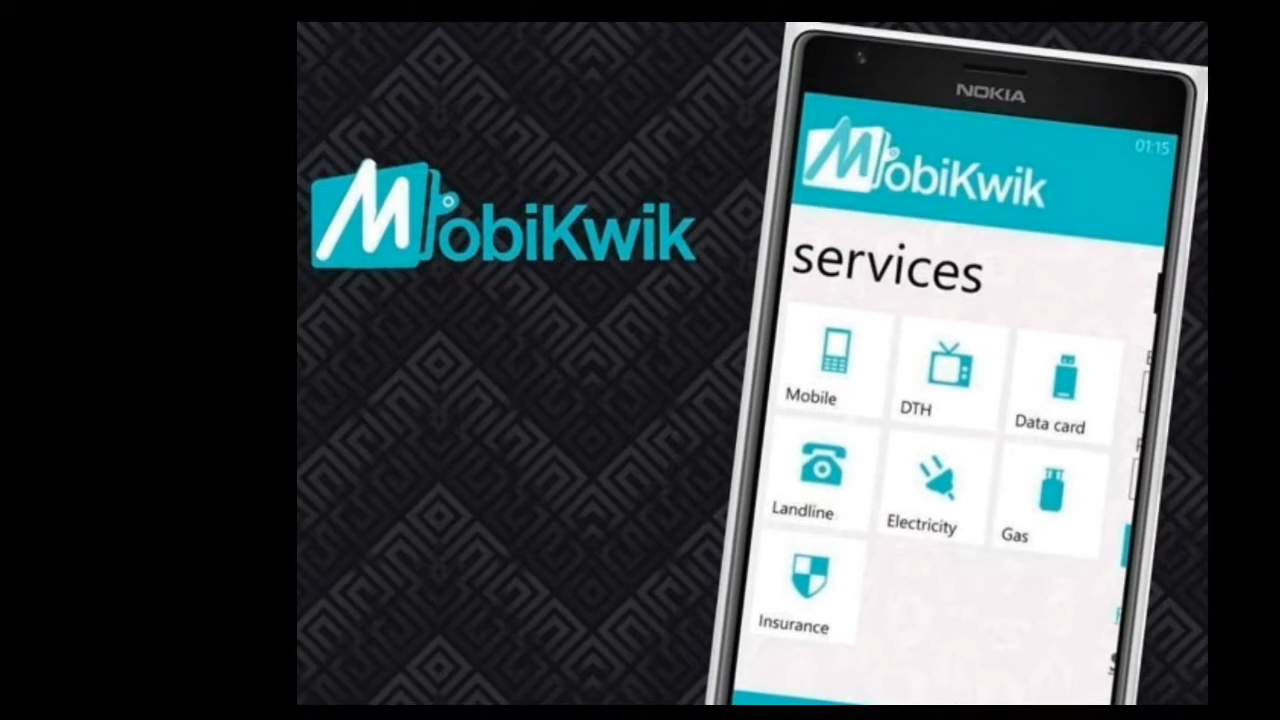 MobiKwik
NOKIA
01:15
MobiKwik
services
Mobile
DTH
Data card
Landline
Electricity
Gas
Insurance